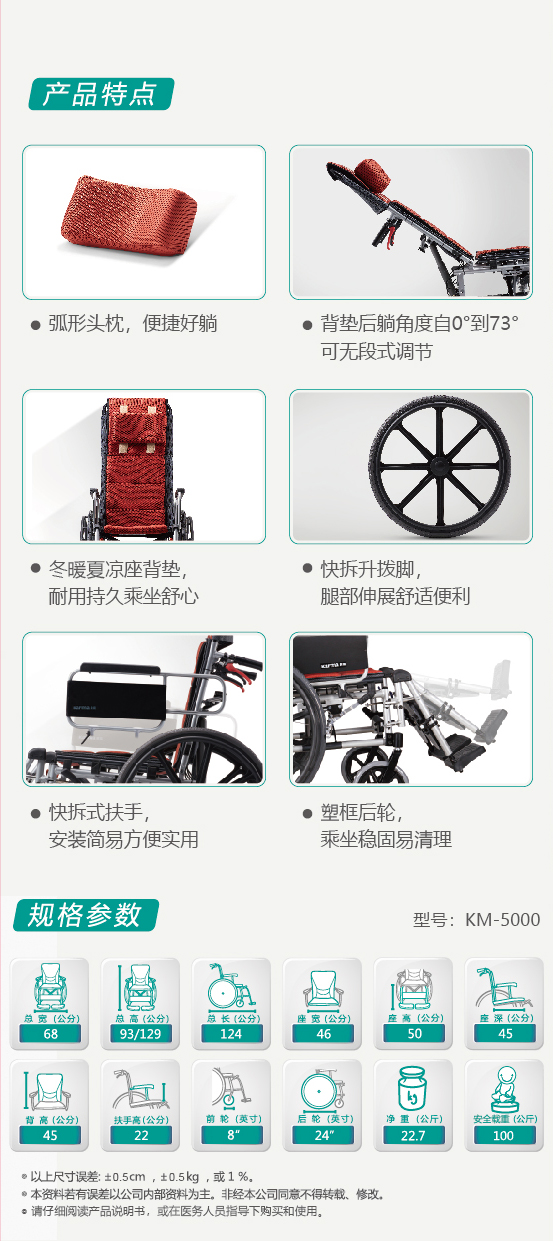 产品特点
弧形头枕，便捷好躺
背垫后躺角度自0°到73°
可无段式调节
冬暖夏凉座背垫，
耐用持久乘坐舒心
快拆升拨脚，
腿部伸展舒适便利
KARMA
KARMA
快拆式扶手，
安装简易方便实用
塑框后轮，
乘坐稳固易清理
规格参数
型号：KM-5000
总 宽（公分）
68
总 高（公分）
93/129
总 长（公分）
124
座 宽（公分）
46
座 高（公分）
50
座 深（公分）
45
背 高（公分）
45
扶手高(公分）
22
前 轮（英寸）
8”
后 轮（英寸）
24”
kg
净 重（公斤）
22.7
安全载重（公斤）
100
以上尺寸误差: ±0.5cm ，±0.5kg ，或 1 %。
本资料若有误差以公司内部资料为主。非经本公司同意不得转载、修改。
请仔细阅读产品说明书，或在医务人员指导下购买和使用。